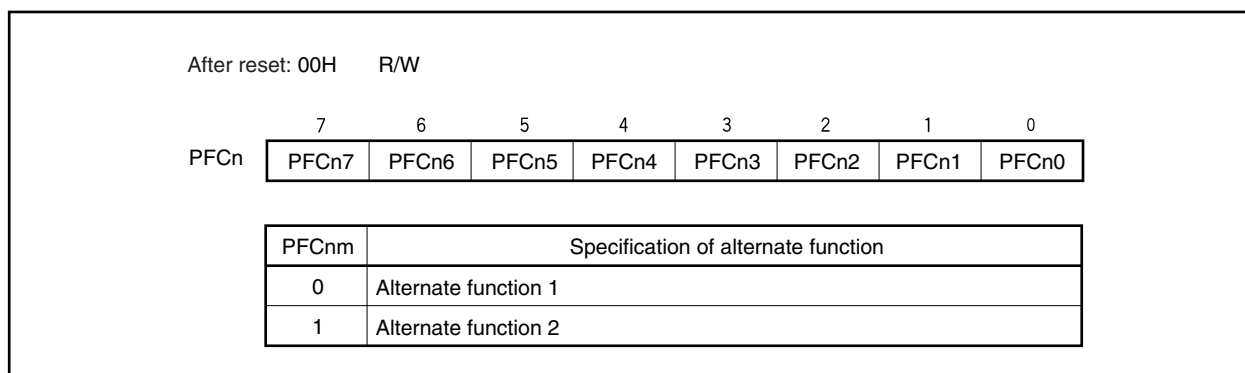 After reset: 00H R/W
7 6 5 4 3 2 1 0
PFCn PFCn7 PFCn6 PFCn5 PFCn4 PFCn3 PFCn2 PFCn1 PFCn0
PFCnm Specification of alternate function
0 Alternate function 1
1 Alternate function 2